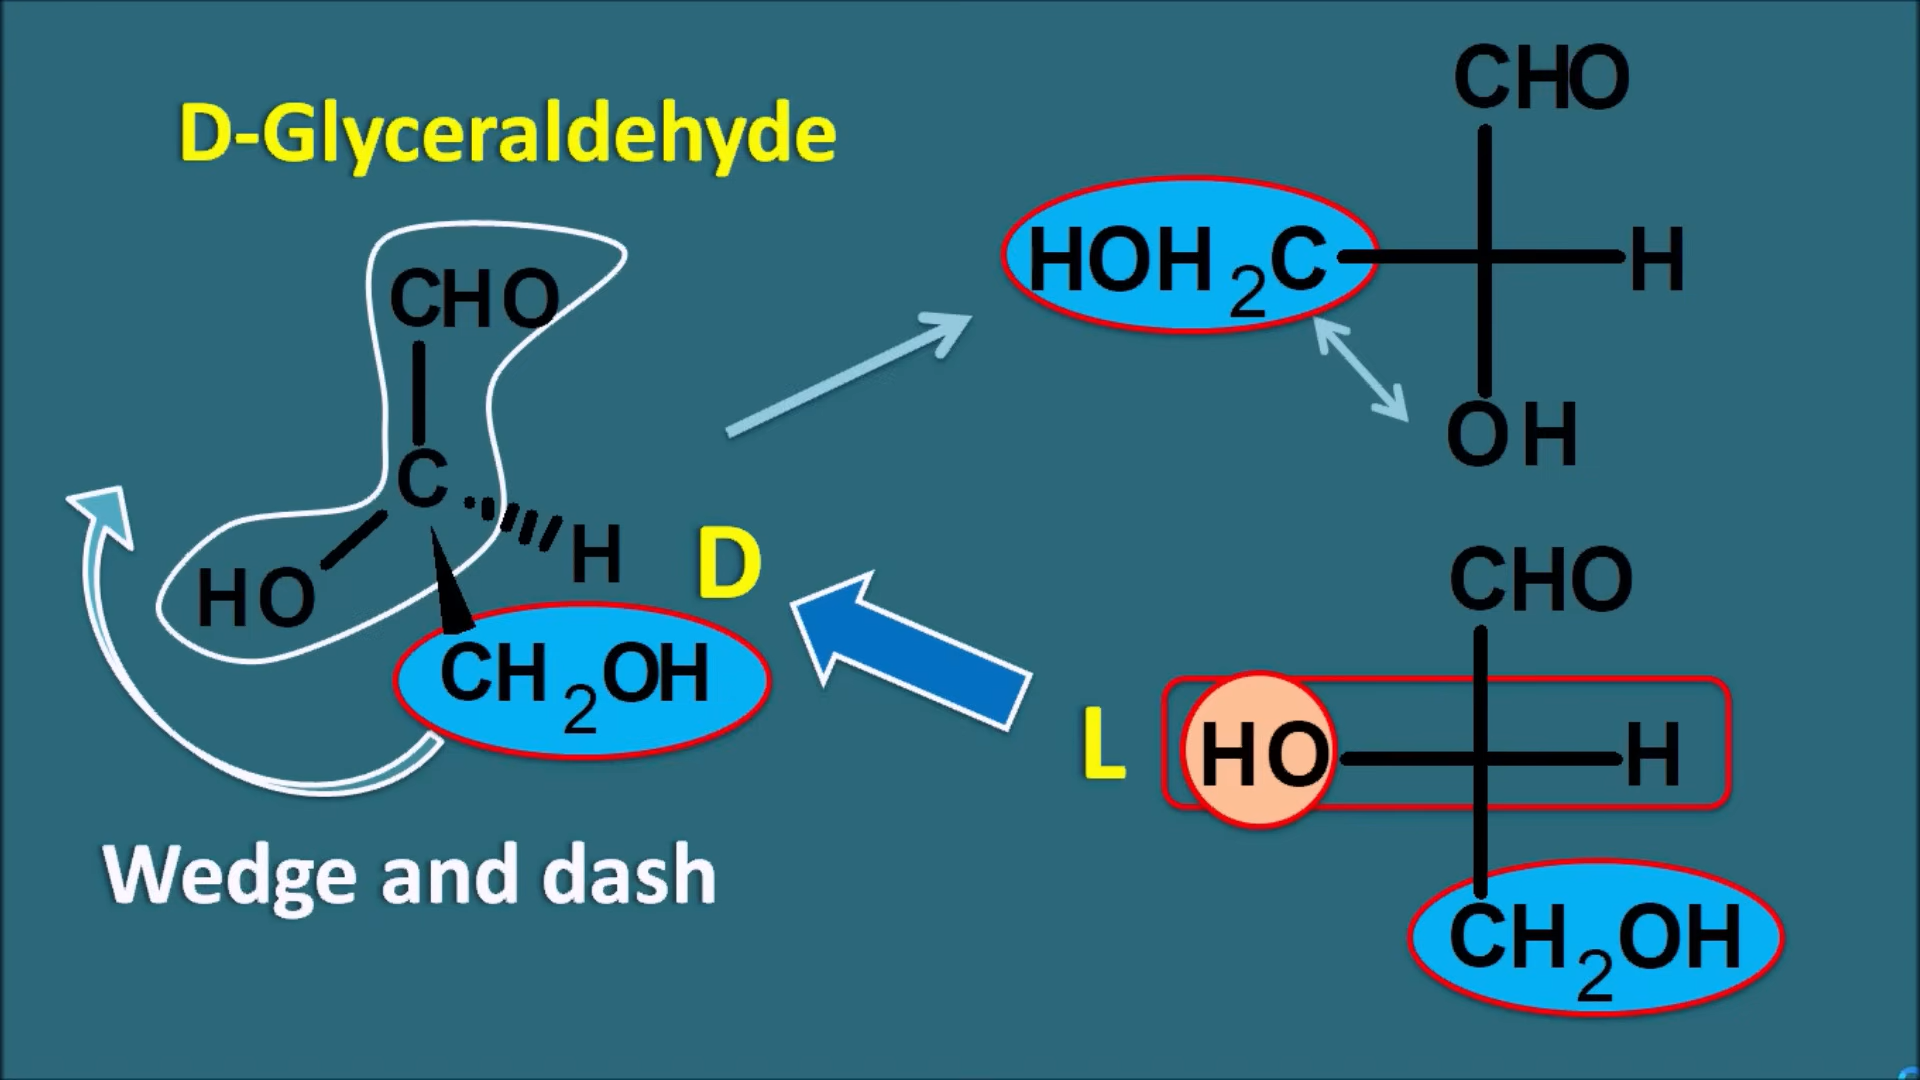 D-Glyceraldehyde
CHO
C
HO
H
CH2OH
D
Wedge and dash
CHO
HOH2C
H
OH
L
CHO
HO
H
CH2OH